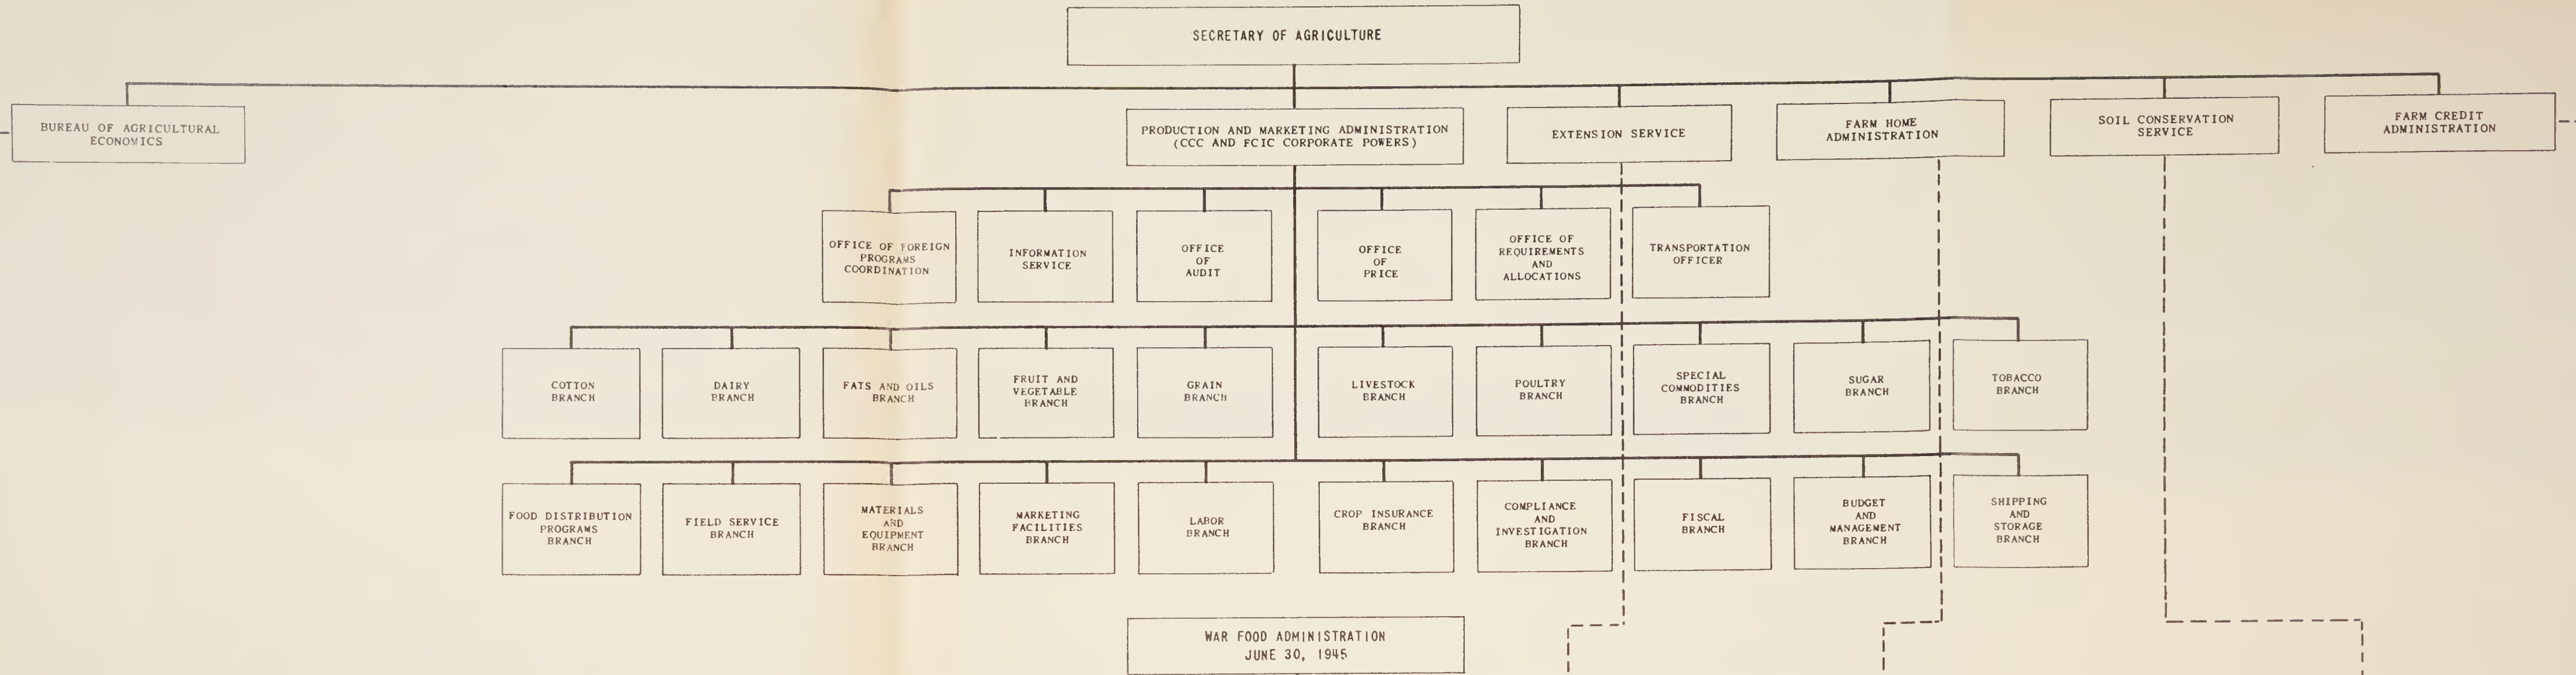 SECRETARY OF AGRICULTURE
BUREAU OF AGRICULTURAL
ECONOMICS
PRODUCTION AND MARKETING ADMINISTRATION
(CCC AND FCIC CORPORATE POWERS)
EXTENSION SERVICE
FARM HOME
ADMINISTRATION
SOIL CONSERVATION
SERVICE
FARM CREDIT
ADMINISTRATION
OFFICE OF FOREIGN
PROGRAMS
COORDINATION
INFORMATION
SERVICE
OFFICE
OF
AUDIT
OFFICE
OF
PRICE
OFFICE OF
REQUIREMENTS
AND
ALLOCATIONS
TRANSPORTATION
OFFICER
COTTON
BRANCH
DAIRY
BRANCH
FATS AND OILS
BRANCH
FRUIT AND
VEGETABLE
BRANCH
GRAIN
BRANCH
LIVESTOCK
BRANCH
POULTRY
BRANCH
SPECIAL
COMMODITIES
BRANCH
SUGAR
BRANCH
TOBACCO
BRANCH
FOOD DISTRIBUTION
PROGRAMS
BRANCH
FIELD SERVICE
BRANCH
MATERIALS
AND
EQUIPMENT
BRANCH
MARKETING
FACILITIES
BRANCH
LABOR
BRANCH
CROP INSURANCE
BRANCH
COMPLIANCE
AND
INVESTIGATION
BRANCH
FISCAL
BRANCH
BUDGET
AND
MANAGEMENT
BRANCH
SHIPPING
AND
STORAGE
BRANCH
WAR FOOD ADMINISTRATION
JUNE 30, 1945